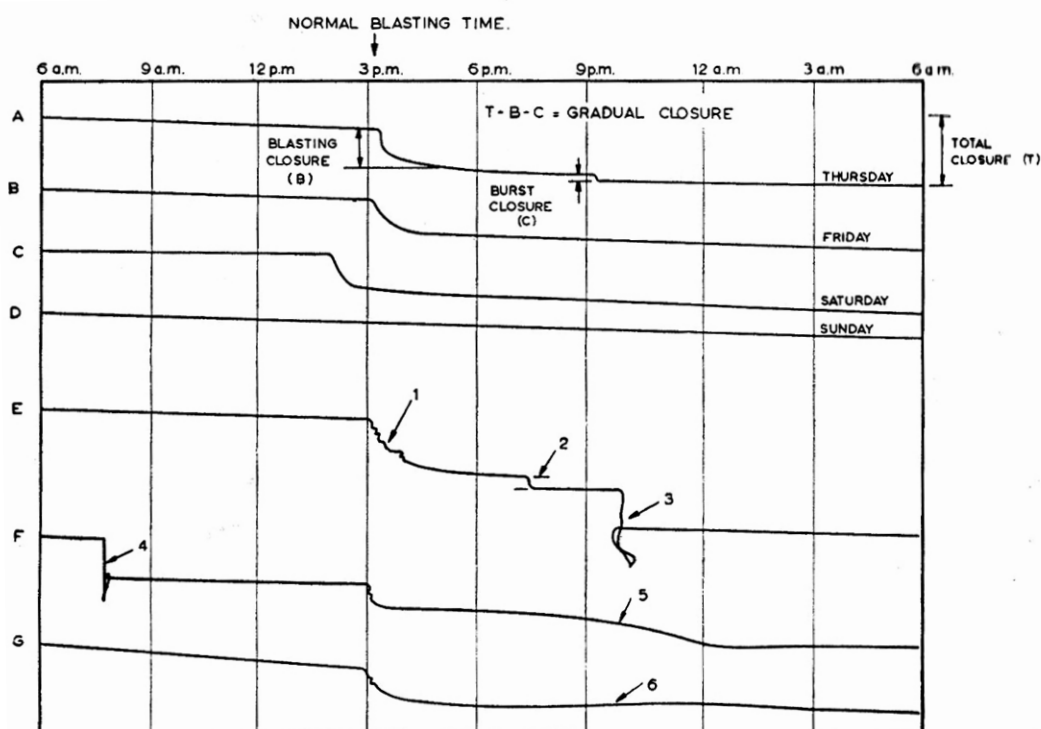 NORMAL BLASTING TIME.
6 a.m. 9 a.m. 12 p.m 3 p.m. 6 p.m. 9 p.m. 12 a.m 3 a.m 6 a.m.
A
T-B-C = GRADUAL CLOSURE
BLASTING
CLOSURE
(B)
TOTAL
CLOSURE (T)
THURSDAY
B
BURST
CLOSURE
(C)
FRIDAY
C
SATURDAY
D
SUNDAY
E
1
2
3
F
4
5
G
6